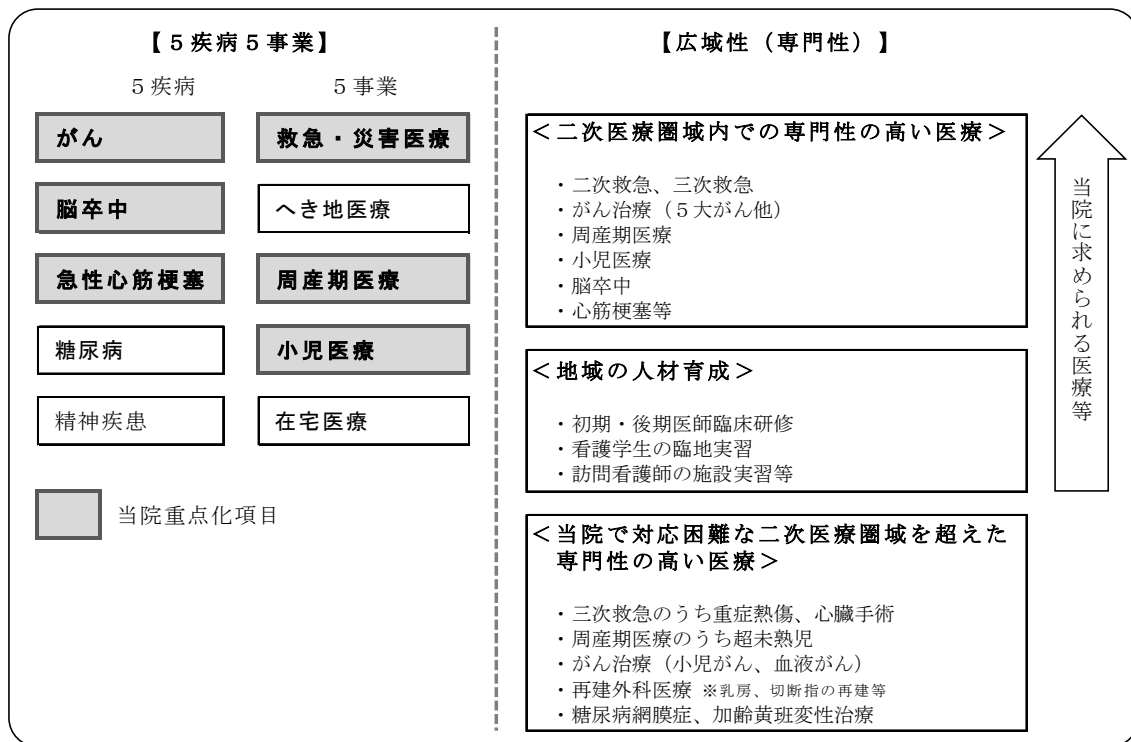 【５疾病５事業】
５疾病
５事業
がん
救急・災害医療
脳卒中
へき地医療
急性心筋梗塞
周産期医療
糖尿病
小児医療
精神疾患
在宅医療
当院重点化項目
【広域性（専門性）】
＜二次医療圏域内での専門性の高い医療＞
・二次救急、三次救急
・がん治療（５大がん他）
・周産期医療
・小児医療
・脳卒中
・心筋梗塞等
＜地域の人材育成＞
・初期・後期医師臨床研修
・看護学生の臨地実習
・訪問看護師の施設実習等
＜当院で対応困難な二次医療圏域を超えた
専門性の高い医療＞
・三次救急のうち重症熱傷、心臓手術
・周産期医療のうち超未熟児
・がん治療（小児がん、血液がん）
・再建外科医療 ※乳房、切断指の再建等
・糖尿病網膜症、加齢黄班変性治療
当院に求められる医療等